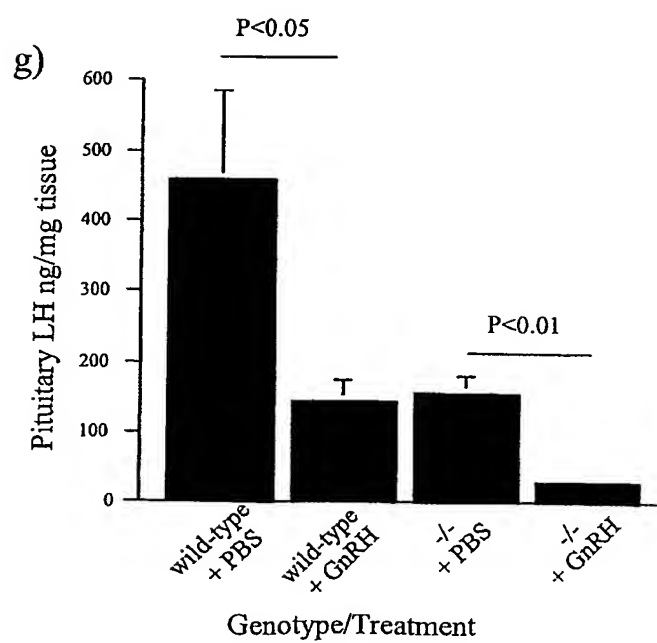 P<0.05
g)
600
500
400
300
200
100
0
Pituitary LH ng/mg tissue
P<0.01
wild-type
+ PBS
wild-type
+ GnRH
-/-
+ PBS
-/-
+ GnRH
Genotype/Treatment